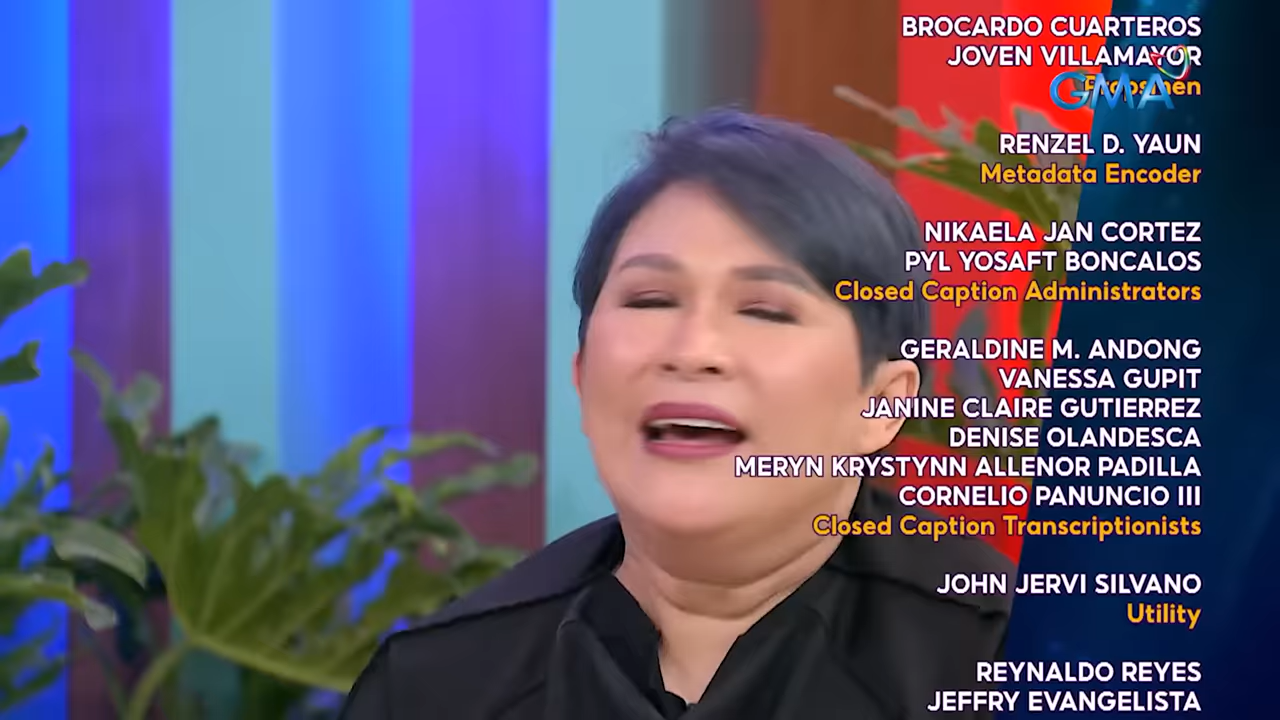 BROCARDO CUARTEROS
JOVEN VILLAMAYOR
Propsmen
GMA
RENZEL D. YAUN
Metadata Encoder
NIKAELA JAN CORTEZ
PYL YOSAFT BONCALOS
Closed Caption Administrators
GERALDINE M. ANDONG
VANESSA GUPIT
JANINE CLAIRE GUTIERREZ
DENISE OLANDESCA
MERYN KRYSTYNN ALLENOR PADILLA
CORNELIO PANUNCIO III
Closed Caption Transcriptionists
JOHN JERVI SILVANO
Utility
REYNALDO REYES
JEFFRY EVANGELISTA